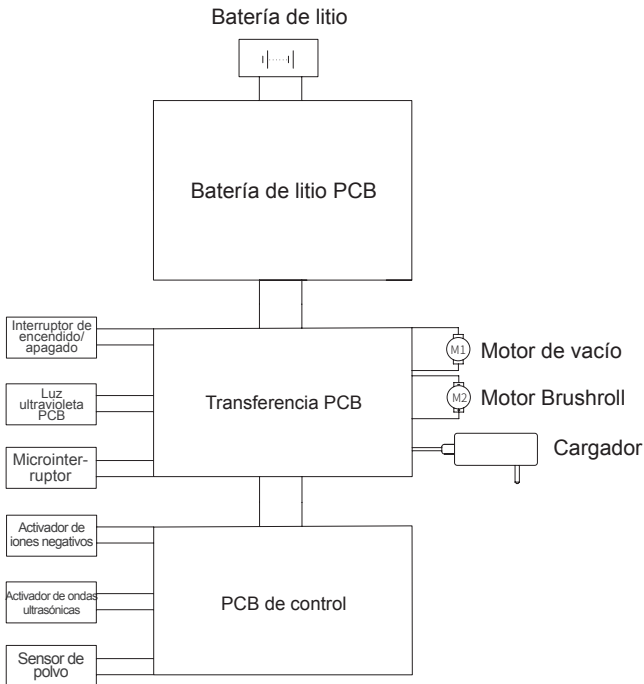 Batería de litio
Batería de litio PCB
Interruptor de
encendido/
apagado
M1
Motor de vacío
Luz
ultravioleta
PCB
Transferencia PCB
M2
Motor Brushroll
Microinter-
ruptor
Cargador
Activador de
iones negativos
Activador de ondas
ultrasónicas
PCB de control
Sensor de
polvo